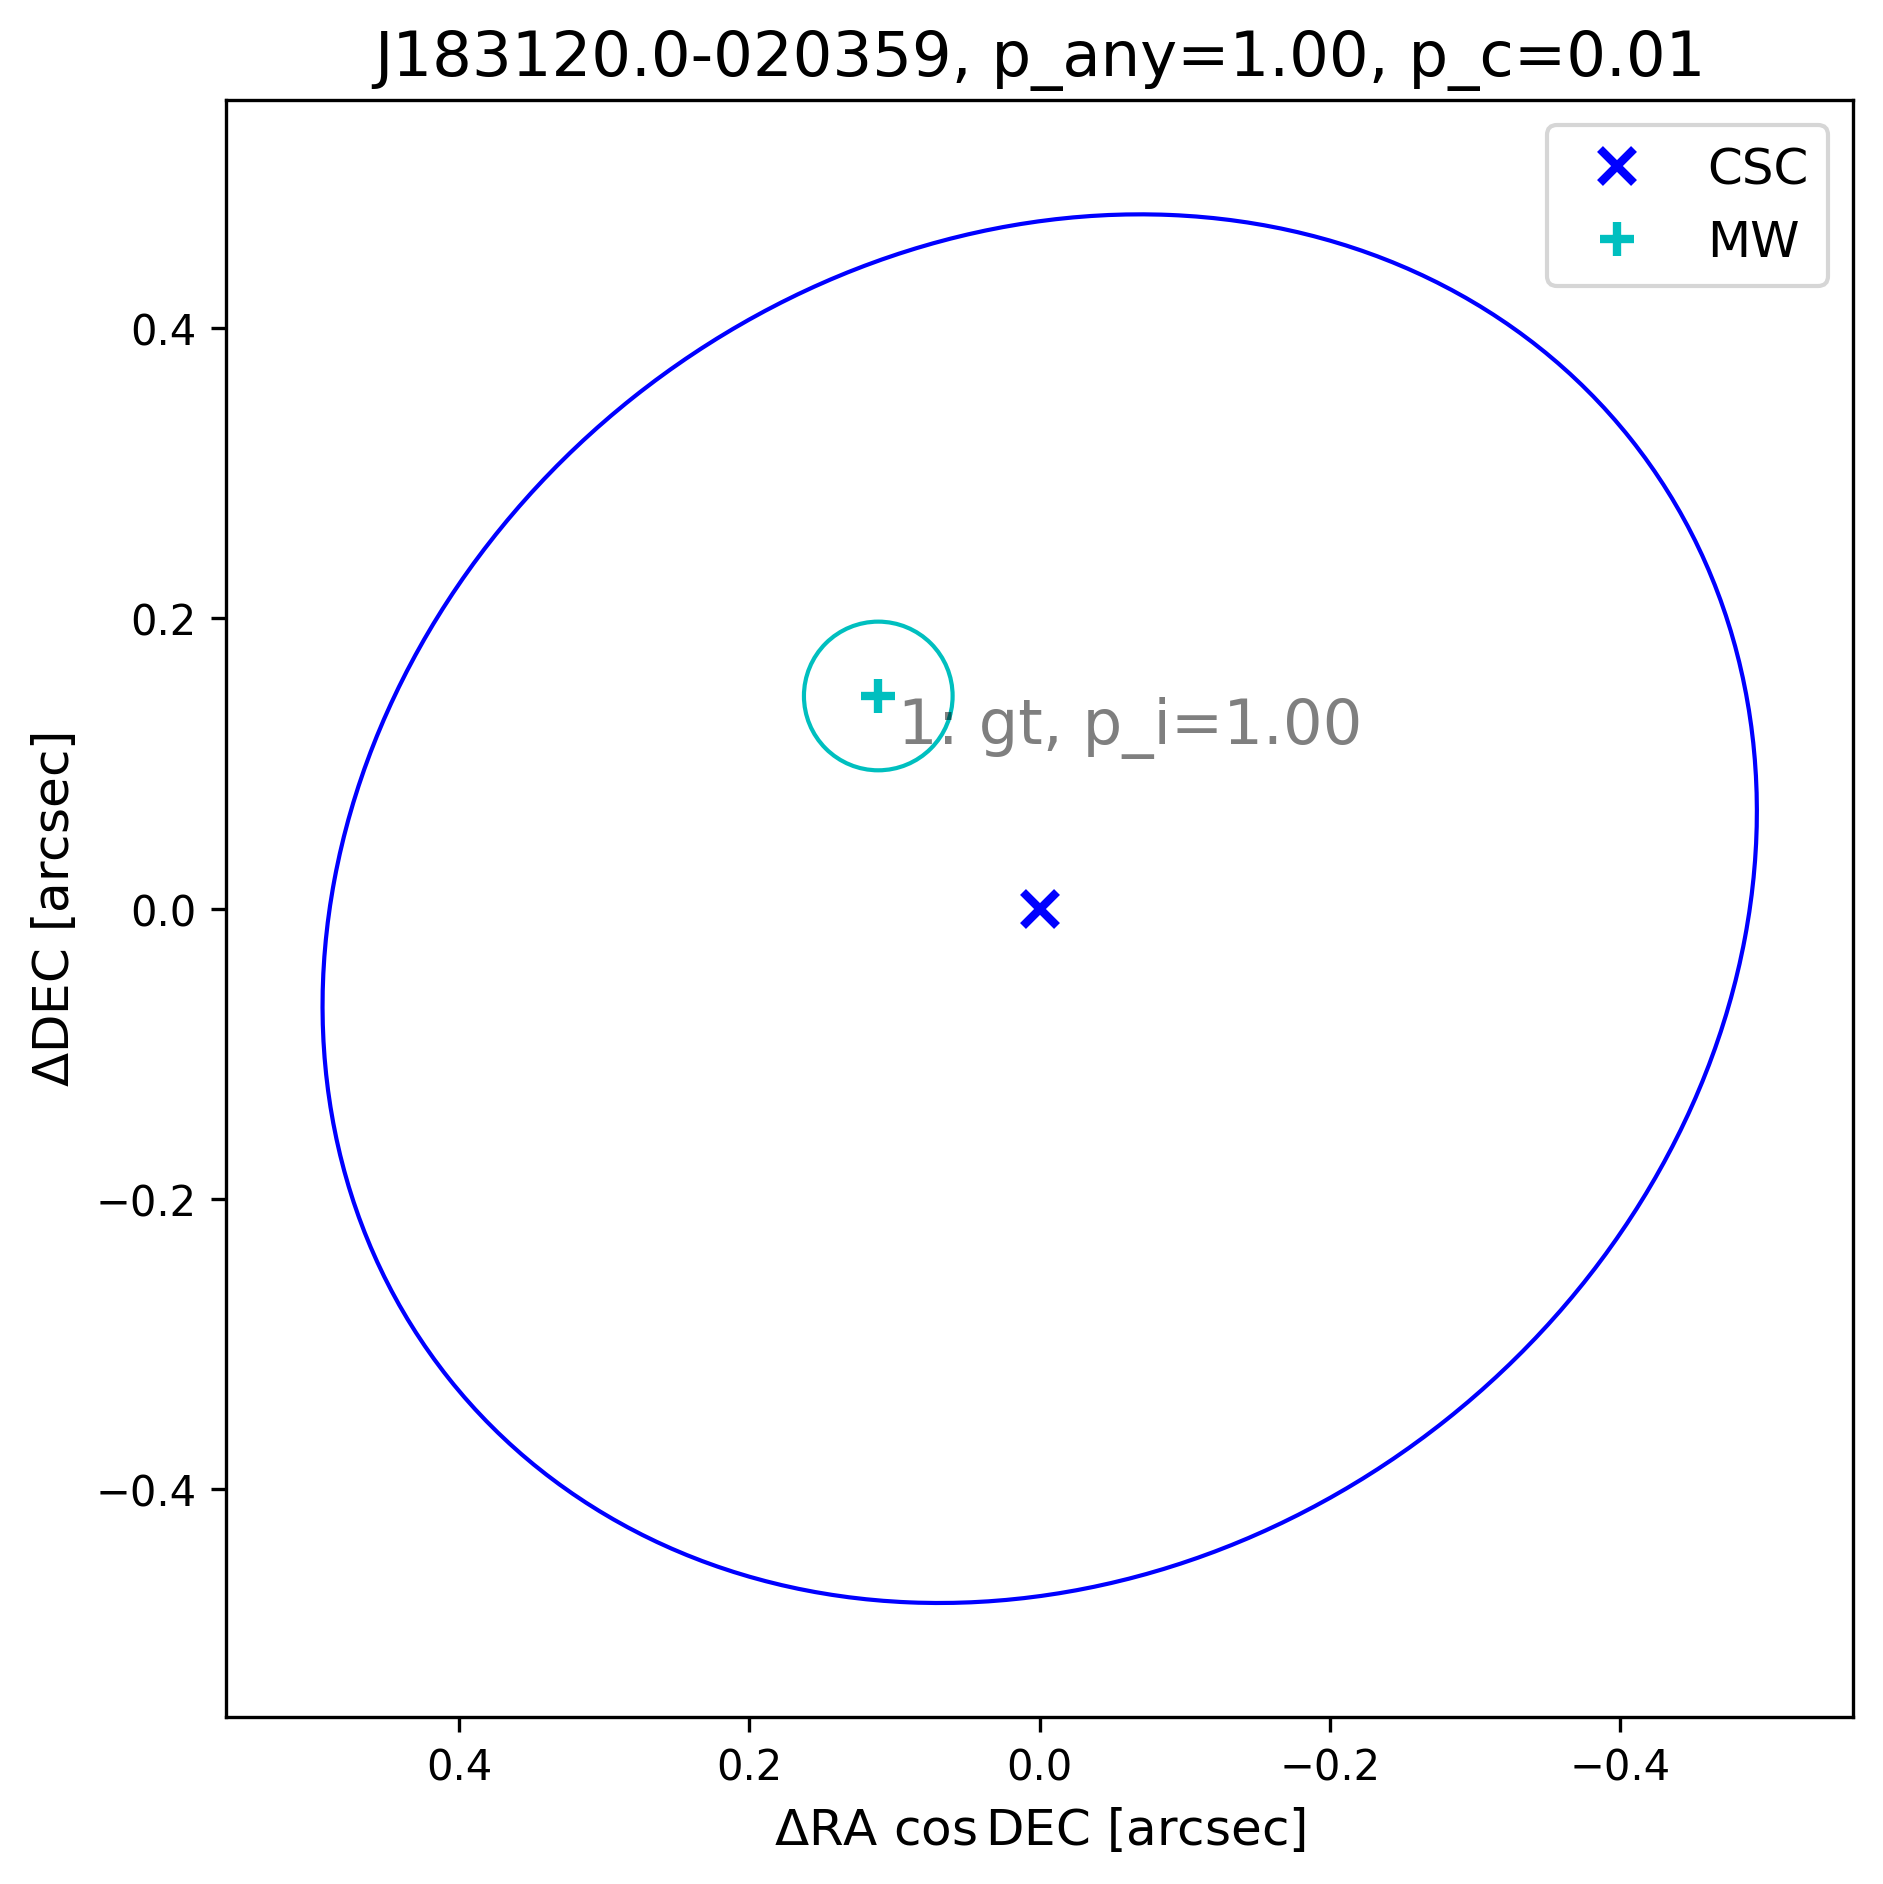 J183120.0-020359, p_any=1.00, p_c=0.01
CSC
MW
1: gt, p_i=1.00
ΔDEC [arcsec]
0.4
0.2
0.0
−0.2
−0.4
0.4 0.2 0.0 −0.2 −0.4
ΔRA cos DEC [arcsec]